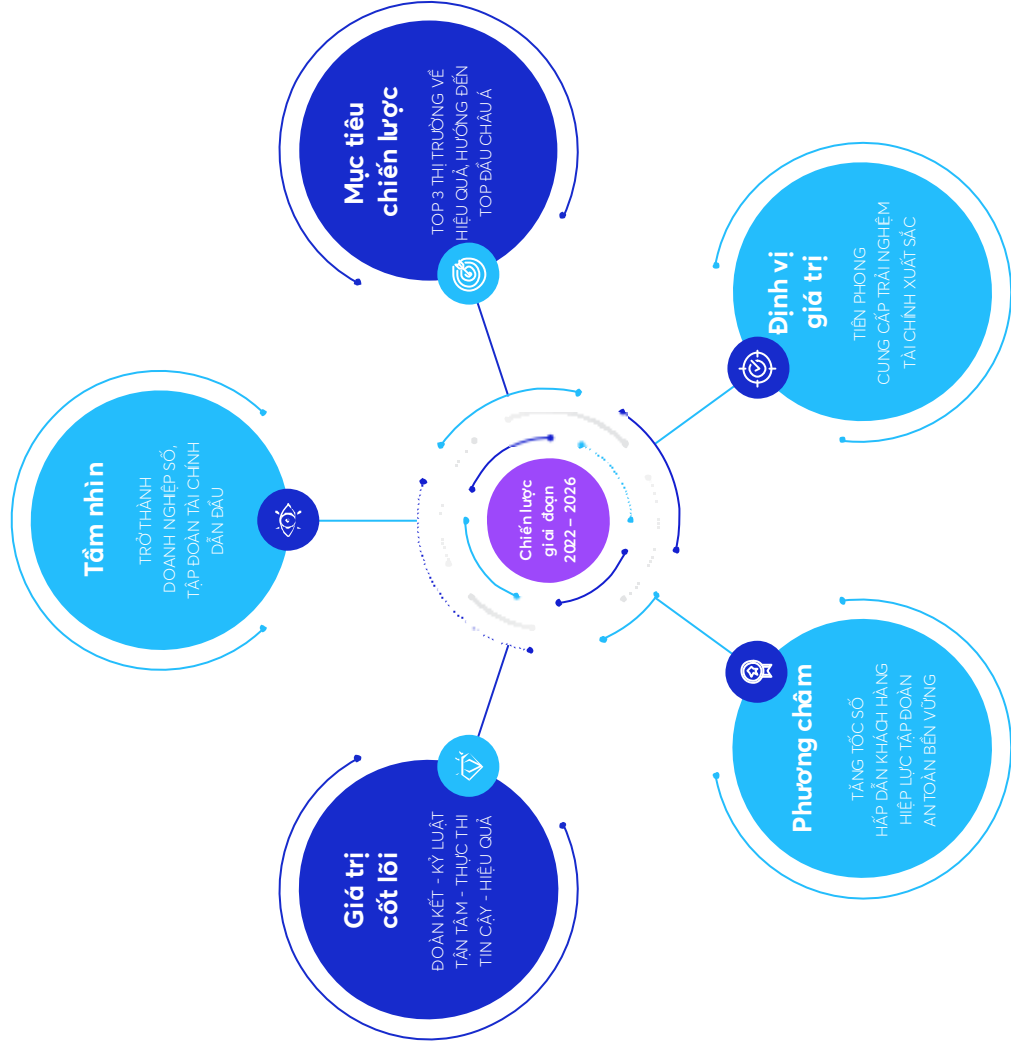 Tầm nhìn
TRỞ THÀNH
DOANH NGHIỆP SỐ,
TẬP ĐOÀN TÀI CHÍNH
DẪN ĐẦU
Giá trị
cốt lõi
ĐOÀN KẾT - KỶ LUẬT
TẬN TÂM - THỰC THI
TIN CẬY - HIỆU QUẢ
Mục tiêu
chiến lược
TOP 3 THỊ TRƯỜNG VỀ
HIỆU QUẢ, HƯỚNG ĐẾN
TOP ĐẦU CHÂU Á
Chiến lược
giai đoạn
2022 – 2026
Phương châm
TĂNG TỐC SỐ
HẤP DẪN KHÁCH HÀNG
HIỆP LỰC TẬP ĐOÀN
AN TOÀN BỀN VỮNG
Định vị
giá trị
TIÊN PHONG
CUNG CẤP TRẢI NGHIỆM
TÀI CHÍNH XUẤT SẮC